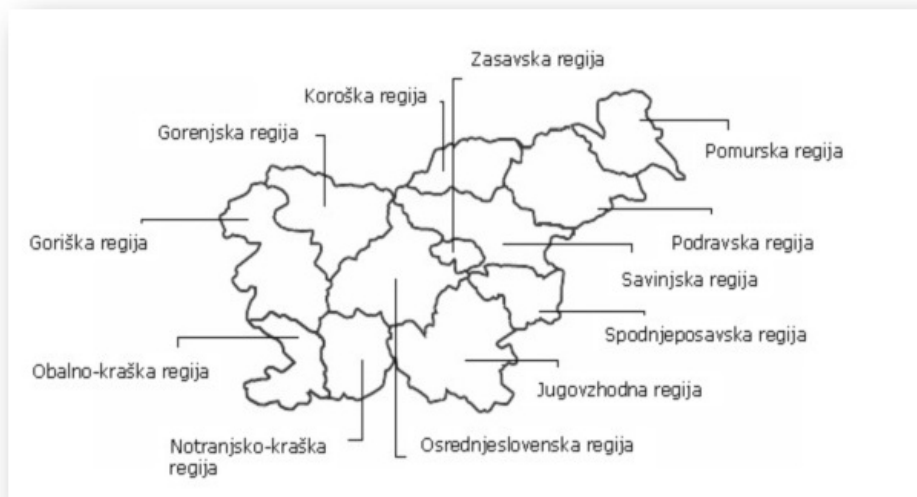 Zasavska regija
Koroška regija
Gorenjska regija
Pomurska regija
Goriška regija
Podravska regija
Savinjska regija
Spodnjeposavska regija
Obalno-kraška regija
Jugovzhodna regija
Notranjsko-kraška
regija
Osrednjeslovenska regija